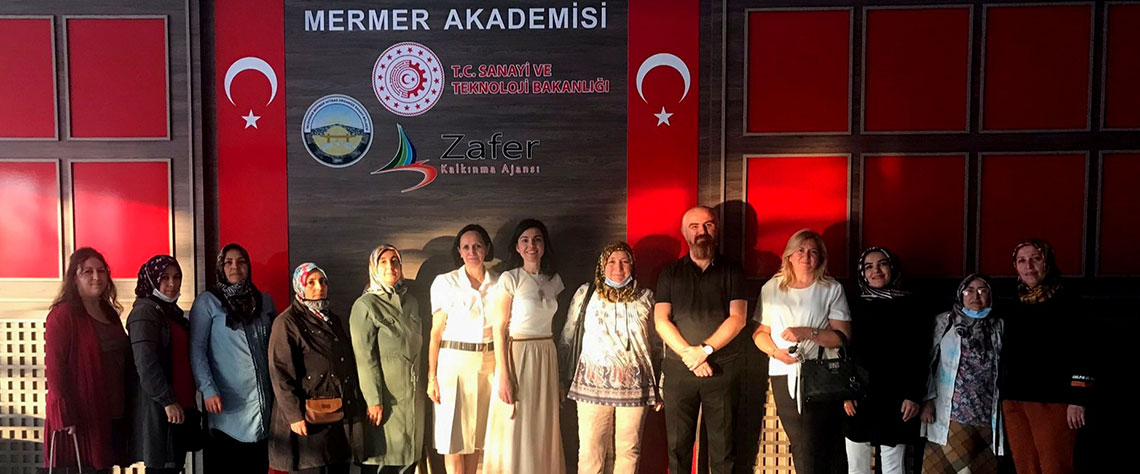 MERMER AKADEMİSİ
T.C. SANAYİ VE
TEKNOLOJİ BAKANLIĞI
Zafer
Kalkınma Ajansı